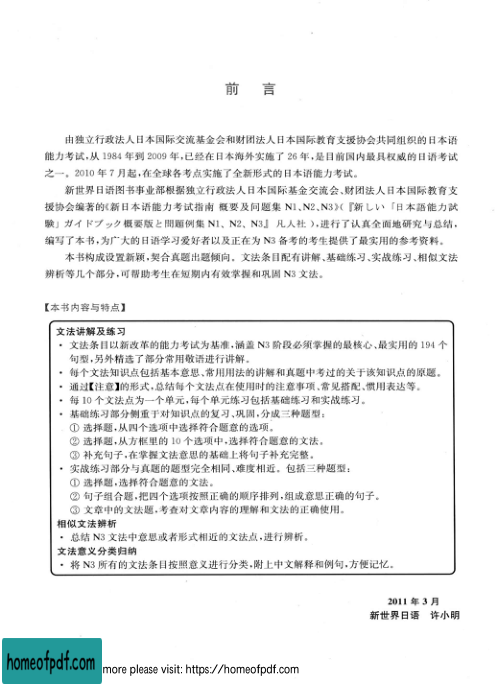 前　言
由独立行政法人日本国际交流基金会和财团法人日本国际教育支援协会共同组织的日本语
能力考试，从 1984 年到 2009 年，已经在日本海外实施了 26 年，是目前国内最具权威的日语考试
之一。2010 年 7 月起，在全球各考点实施了全新形式的日本语能力考试。
新世界日语图书事业部根据独立行政法人日本国际基金交流会、财团法人日本国际教育支
援协会编著的《新日本语能力考试指南 概要及问题集 N1、N2、N3》（『新しい「日本語能力試
験」ガイドブック概要版と問題例集 N1、N2、N3』 凡人社 ），进行了认真全面地研究与总结，
编写了本书，为广大的日语学习爱好者以及正在为 N3 备考的考生提供了最实用的参考资料。
本书构成设置新颖，契合真题出题倾向。文法条目配有讲解、基础练习、实战练习、相似文法
辨析等几个部分，可帮助考生在短期内有效掌握和巩固 N3 文法。
【本书内容与特点】
文法讲解及练习
· 文法条目以新改革的能力考试为基准，涵盖 N3 阶段必须掌握的最核心、最实用的 194 个
句型，另外精选了部分常用敬语进行讲解。
· 每个文法知识点包括基本意思、常用用法的讲解和真题中考过的关于该知识点的原题。
· 通过【注意】的形式，总结每个文法点在使用时的注意事项、常见搭配、惯用表达等。
· 每 10 个文法点为一个单元，每个单元练习包括基础练习和实战练习。
· 基础练习部分侧重于对知识点的复习、巩固，分成三种题型：
① 选择题，从四个选项中选择符合题意的选项。
② 选择题，从方框里的 10 个选项中，选择符合题意的文法。
③ 补充句子，在掌握文法意思的基础上将句子补充完整。
· 实战练习部分与真题的题型完全相同、难度相近。包括三种题型：
① 选择题，选择符合题意的文法。
② 句子组合题，把四个选项按照正确的顺序排列，组成意思正确的句子。
③ 文章中的文法题，考查对文章内容的理解和文法的正确使用。
相似文法辨析
· 总结 N3 文法中意思或者形式相近的文法点，进行辨析。
文法意义分类归纳
· 将 N3 所有的文法条目按照意义进行分类，附上中文解释和例句，方便记忆。
2011 年 3 月
新世界日语　许小明
homeofpdf.com
more please visit: https://homeofpdf.com